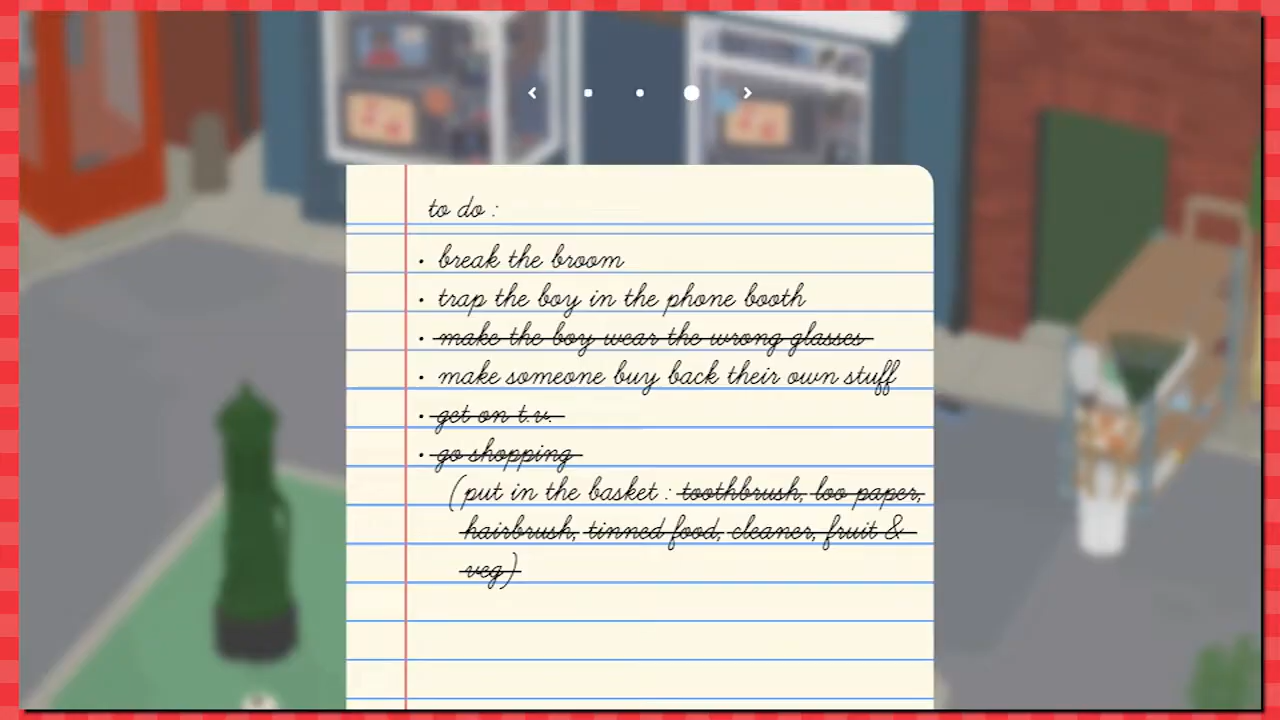 to do :
• break the broom
• trap the boy in the phone booth
• make the boy wear the wrong glasses
• make someone buy back their own stuff
• get on t.v.
• go shopping
(put in the basket : toothbrush, loo paper,
hairbrush, tinned food, cleaner, fruit &
veg)